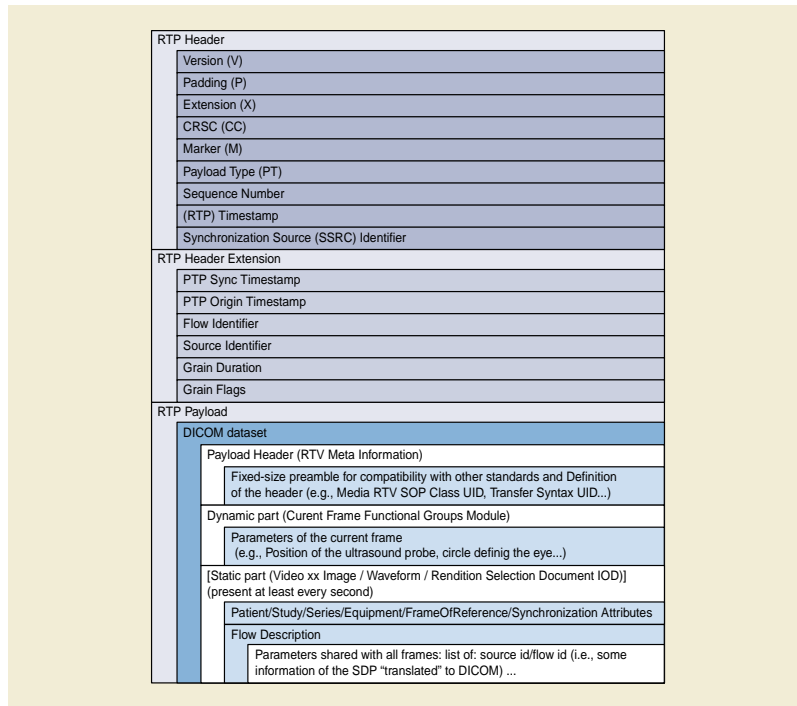 RTP Header
Version (V)
Padding (P)
Extension (X)
CRSC (CC)
Marker (M)
Payload Type (PT)
Sequence Number
(RTP) Timestamp
Synchronization Source (SSRC) Identifier
RTP Header Extension
PTP Sync Timestamp
PTP Origin Timestamp
Flow Identifier
Source Identifier
Grain Duration
Grain Flags
RTP Payload
DICOM dataset
Payload Header (RTV Meta Information)
Fixed-size preamble for compatibility with other standards and Definition
of the header (e.g., Media RTV SOP Class UID, Transfer Syntax UID...)
Dynamic part (Curent Frame Functional Groups Module)
Parameters of the current frame
(e.g., Position of the ultrasound probe, circle definig the eye...)
[Static part (Video xx Image / Waveform / Rendition Selection Document IOD)]
(present at least every second)
Patient/Study/Series/Equipment/FrameOfReference/Synchronization Attributes
Flow Description
Parameters shared with all frames: list of: source id/flow id (i.e., some
information of the SDP “translated” to DICOM) ...